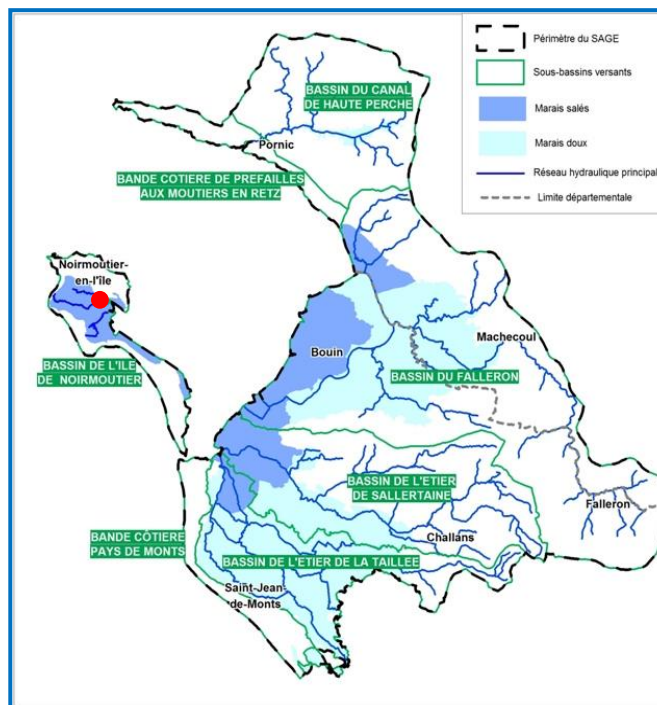 Périmètre du SAGE
Sous-bassins versants
Marais salés
Marais doux
Réseau hydraulique principal
Limite départementale
BASSIN DU CANAL
DE HAUTE PERCHE
Pornic
BANDE COTIERE DE PREFAILLES
AUX MOUTIERS EN RETZ
Noirmoutier-
en-l'île
BASSIN DE L'ILE
DE NOIRMOUTIER
Machecoul
Bouin
BASSIN DU FALLERON
BASSIN DE L'ETIER
DE SALLERTAINE
Falleron
Challans
BANDE CÔTIERE
PAYS DE MONTS
BASSIN DE L'ETIER DE LA TAILLEE
Saint-Jean-
de-Monts